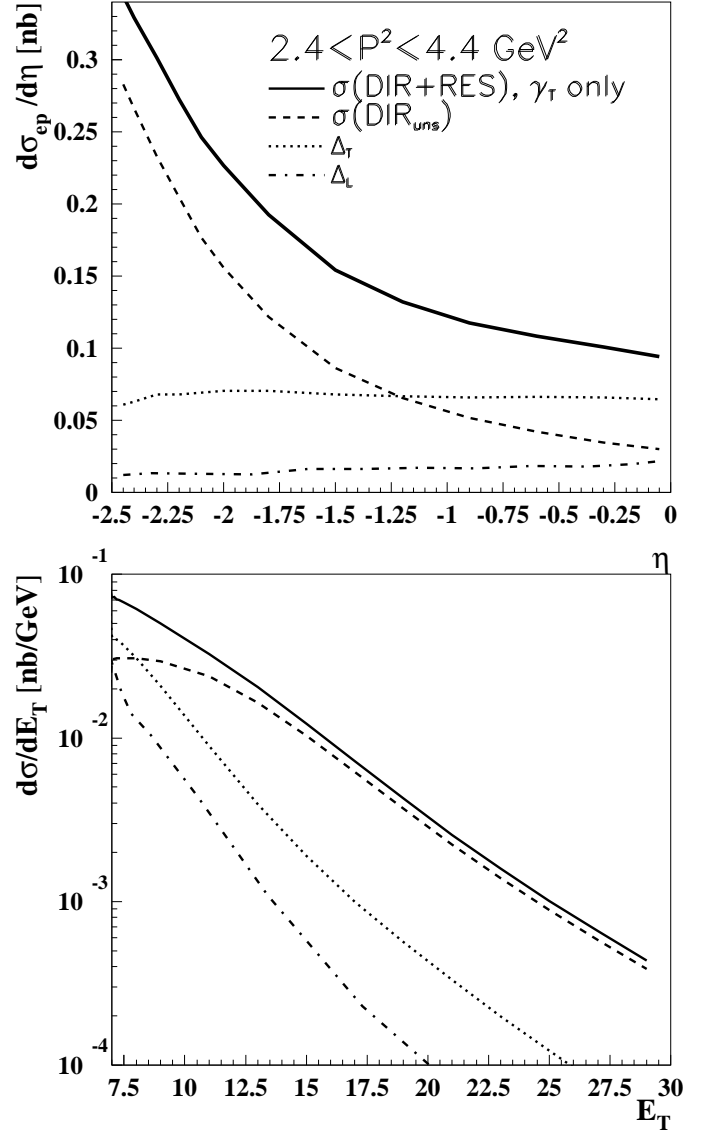 dσ_ep/dη [nb]
0.3
0.25
0.2
0.15
0.1
0.05
0
2.4<P²<4.4 GeV²
σ(DIR+RES), γ_T only
σ(DIR_uns)
Δ_T
Δ_L
-2.5 -2.25 -2 -1.75 -1.5 -1.25 -1 -0.75 -0.5 -0.25 0
η
dσ/dE_T [nb/GeV]
10⁻¹
10⁻²
10⁻³
10⁻⁴
7.5 10 12.5 15 17.5 20 22.5 25 27.5 30
E_T